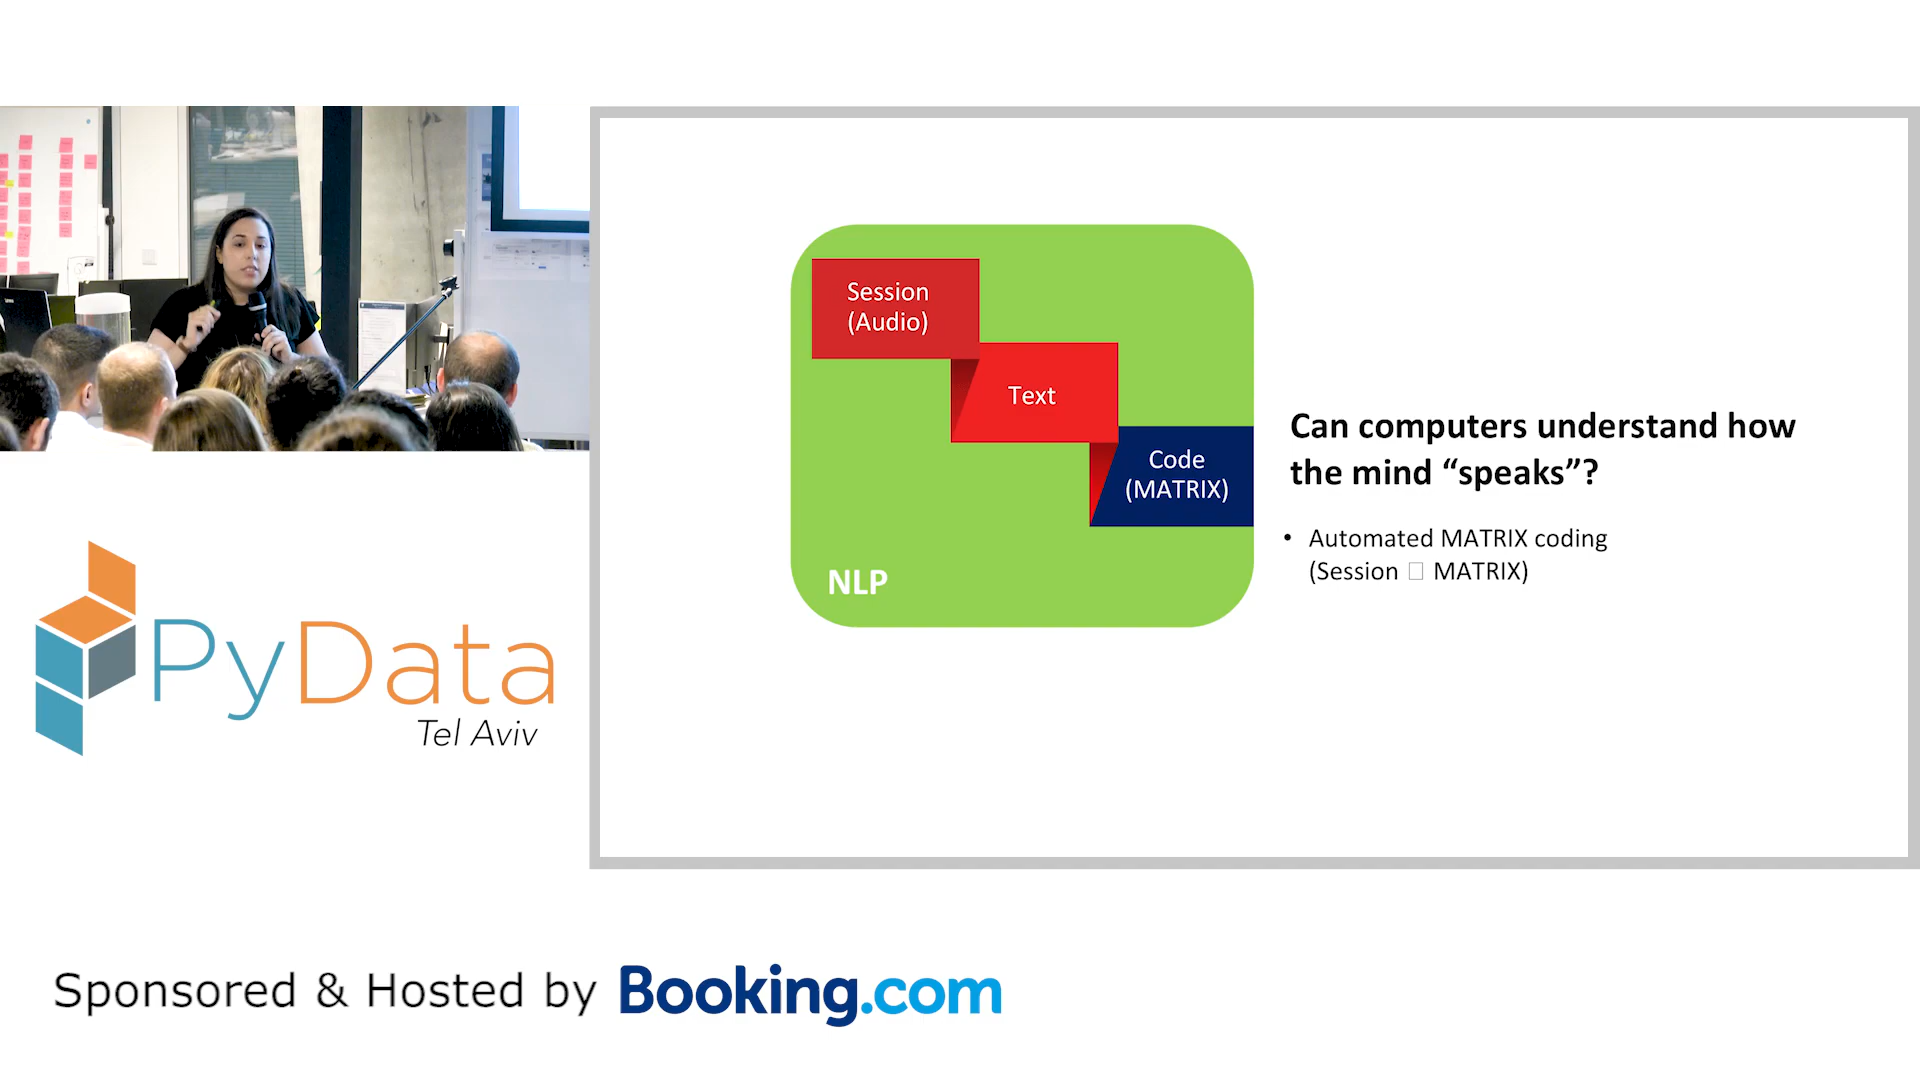 Session
(Audio)
Text
Code
(MATRIX)
NLP
Can computers understand how
the mind “speaks”?
• Automated MATRIX coding
(Session □ MATRIX)
PyData
Tel Aviv
Sponsored & Hosted by Booking.com